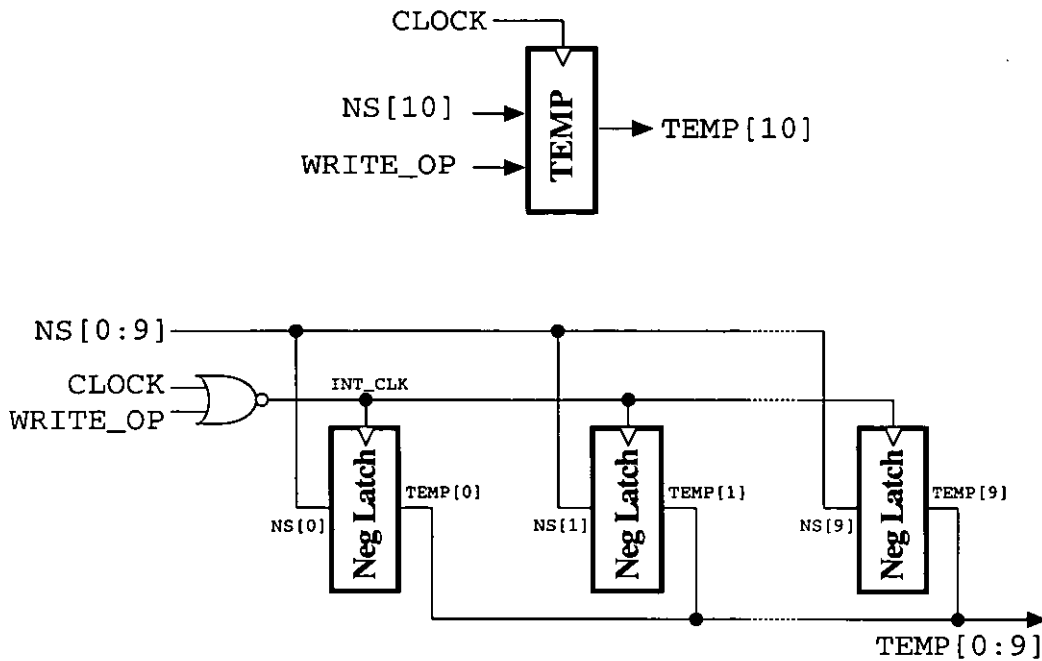 CLOCK
NS[10]
WRITE_OP
TEMP
TEMP[10]
NS[0:9]
CLOCK
WRITE_OP
INT_CLK
NS[0]
Neg Latch
TEMP[0]
NS[1]
Neg Latch
TEMP[1]
NS[9]
Neg Latch
TEMP[9]
TEMP[0:9]